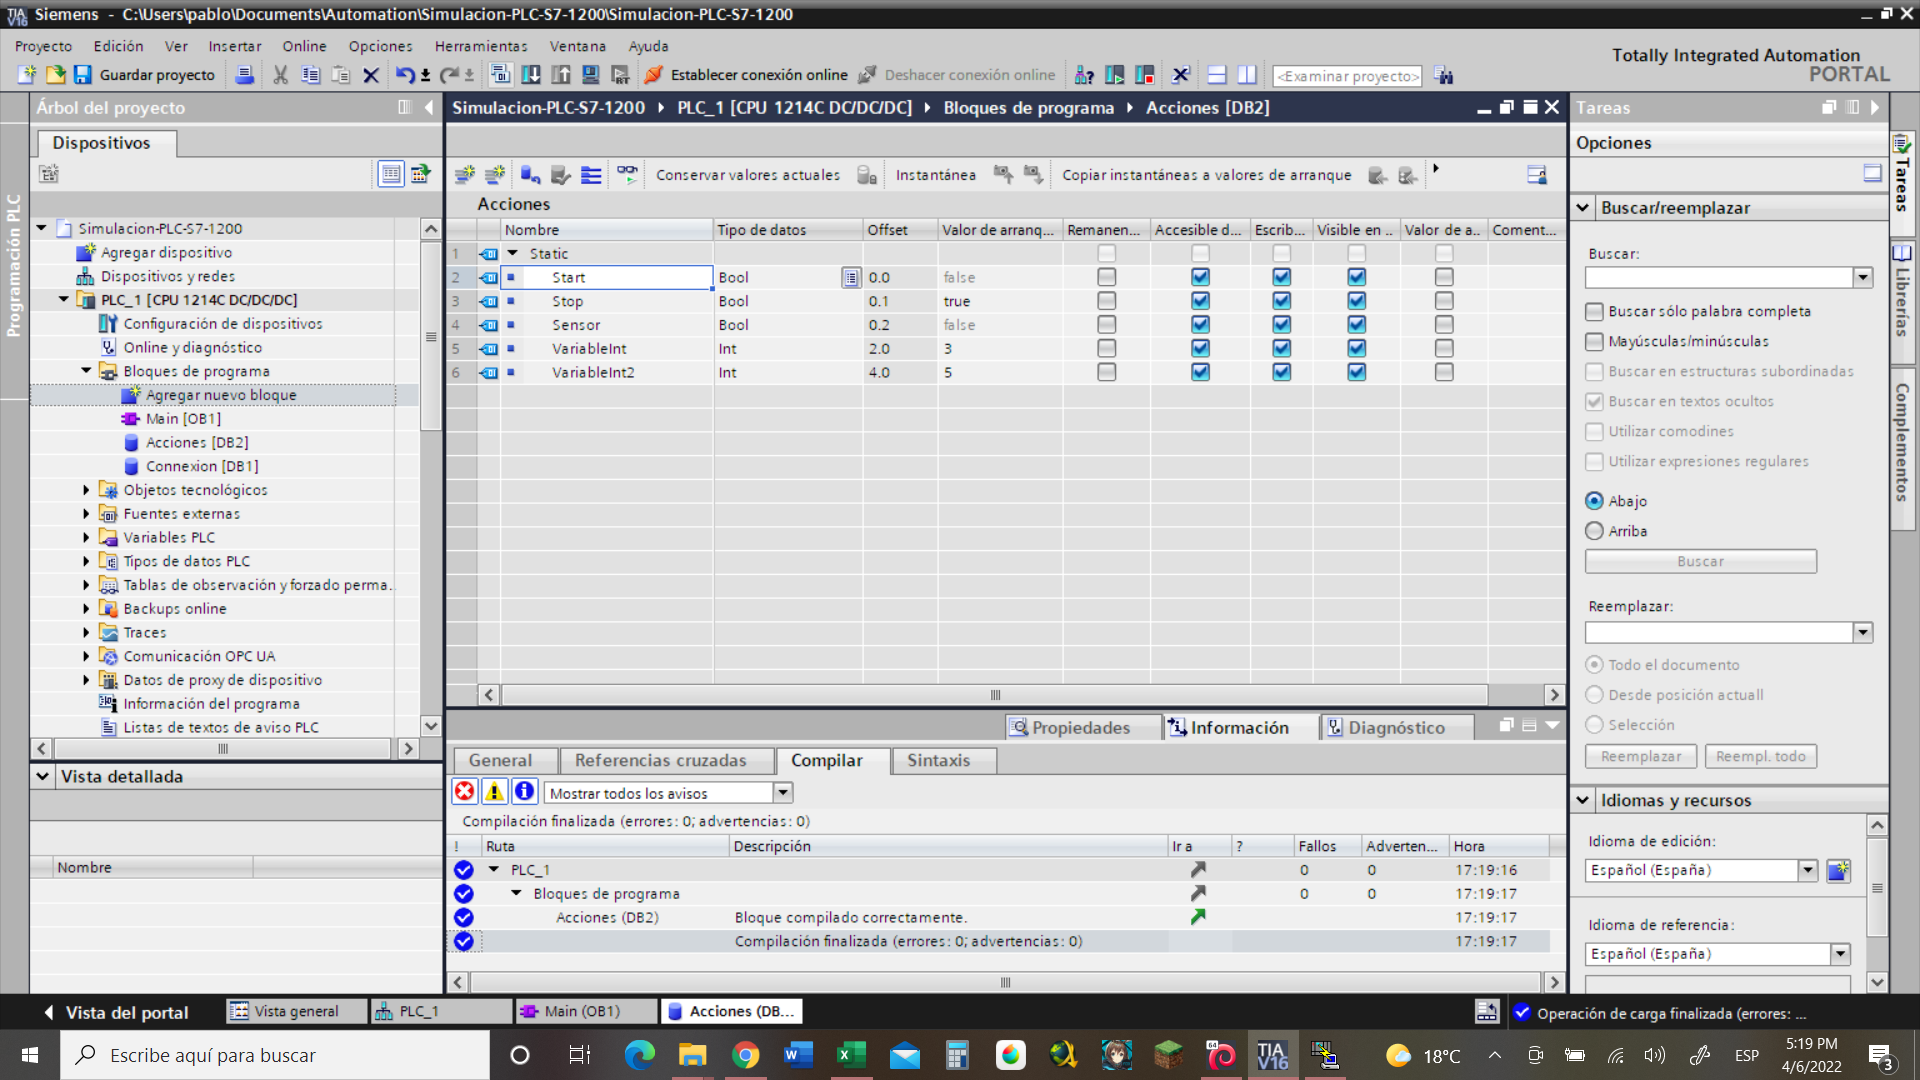 Siemens - C:\Users\pablo\Documents\Automation\Simulacion-PLC-S7-1200\Simulacion-PLC-S7-1200
Proyecto Edición Ver Insertar Online Opciones Herramientas Ventana Ayuda
Totally Integrated Automation
PORTAL
Guardar proyecto Establecer conexión online Deshacer conexión online <Examinar proyecto>
Árbol del proyecto
Simulacion-PLC-S7-1200 PLC_1 [CPU 1214C DC/DC/DC] Bloques de programa Acciones [DB2]
Tareas
Dispositivos
Opciones
Conservar valores actuales Instantánea Copiar instantáneas a valores de arranque
Programación PLC
Tareas
Librerías
Complementos
Simulacion-PLC-S7-1200
Agregar dispositivo
Dispositivos y redes
PLC_1 [CPU 1214C DC/DC/DC]
Configuración de dispositivos
Online y diagnóstico
Bloques de programa
Agregar nuevo bloque
Main [OB1]
Acciones [DB2]
Connexion [DB1]
Objetos tecnológicos
Fuentes externas
Variables PLC
Tipos de datos PLC
Tablas de observación y forzado perma...
Backups online
Traces
Comunicación OPC UA
Datos de proxy de dispositivo
Información del programa
Listas de textos de aviso PLC
Vista detallada
Nombre
Acciones
Nombre Tipo de datos Offset Valor de arranq... Remanen... Accesible d... Escrib... Visible en .. Valor de a... Coment...
1 Static
2 Start Bool 0.0 false
3 Stop Bool 0.1 true
4 Sensor Bool 0.2 false
5 VariableInt Int 2.0 3
6 VariableInt2 Int 4.0 5
Propiedades Información Diagnóstico
General Referencias cruzadas Compilar Sintaxis
Mostrar todos los avisos
Compilación finalizada (errores: 0; advertencias: 0)
! Ruta Descripción Ir a ? Fallos Adverten... Hora
PLC_1 0 0 17:19:16
Bloques de programa 0 0 17:19:17
Acciones (DB2) Bloque compilado correctamente. 17:19:17
Compilación finalizada (errores: 0; advertencias: 0) 17:19:17
Buscar/reemplazar
Buscar:
Buscar sólo palabra completa
Mayúsculas/minúsculas
Buscar en estructuras subordinadas
Buscar en textos ocultos
Utilizar comodines
Utilizar expresiones regulares
Abajo
Arriba
Buscar
Reemplazar:
Todo el documento
Desde posición actuall
Selección
Reemplazar Reempl. todo
Idiomas y recursos
Idioma de edición:
Español (España)
Idioma de referencia:
Español (España)
Vista del portal Vista general PLC_1 Main (OB1) Acciones (DB... Operación de carga finalizada (errores: ...
Escribe aquí para buscar
TIA
V16
18°C ESP 5:19 PM
4/6/2022
3